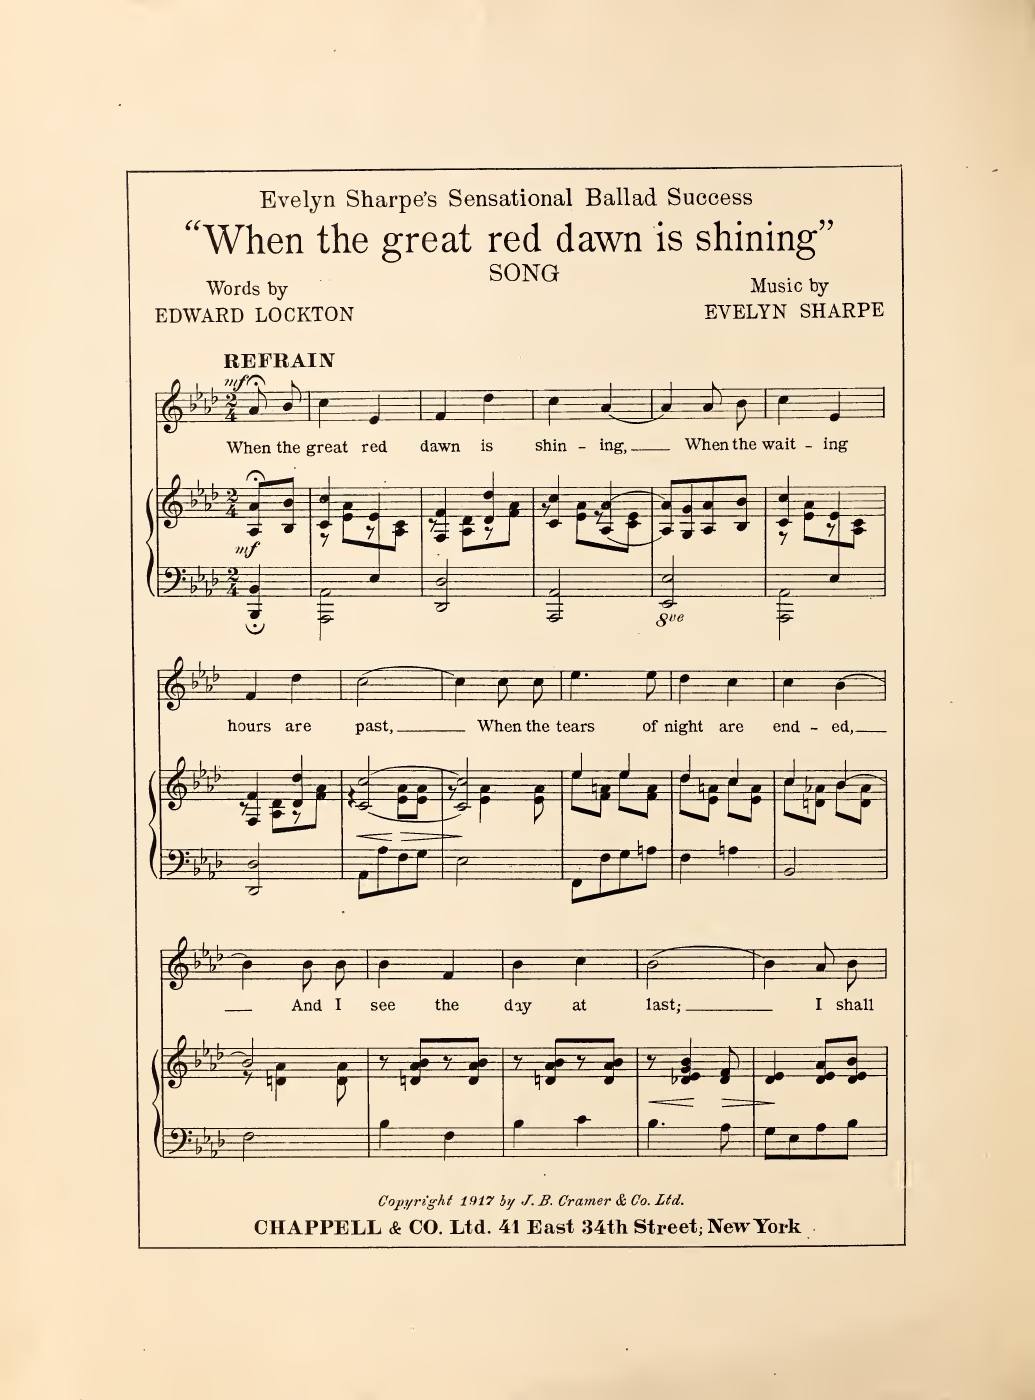 Evelyn Sharpe's Sensational Ballad Success
"When the great red dawn is shining"
SONG
Words by
EDWARD LOCKTON
Music by
EVELYN SHARPE
REFRAIN
mf
When the great red dawn is shin - ing, When the wait - ing
mf
8ve
hours are past, When the tears of night are end - ed,
And I see the day at last; I shall
Copyright 1917 by J. B. Cramer & Co. Ltd.
CHAPPELL & CO. Ltd. 41 East 34th Street, New York